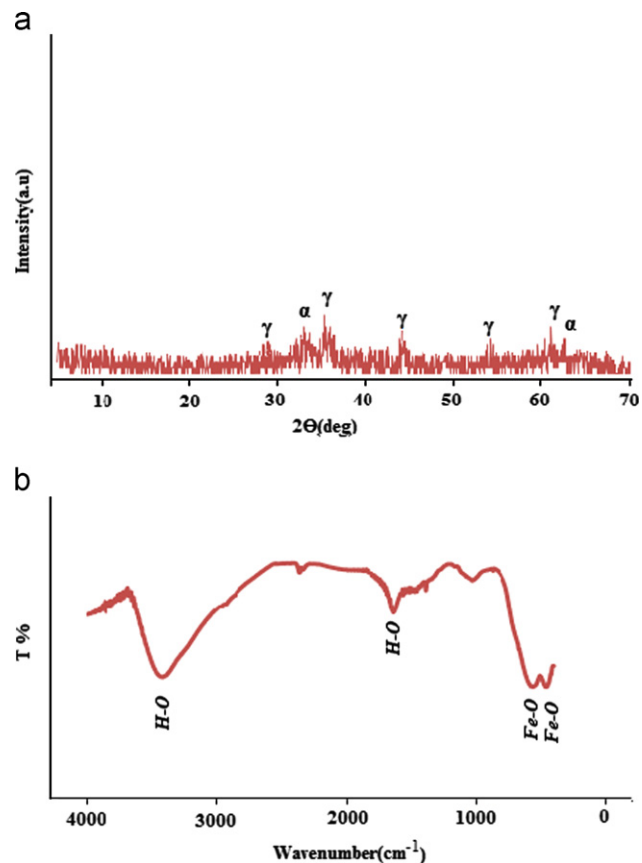 a
Intensity(a.u)
γ α γ γ γ γ α
10 20 30 40 50 60 70
2Θ(deg)
b
T %
H-O H-O Fe-O Fe-O
4000 3000 2000 1000 0
Wavenumber(cm⁻¹)